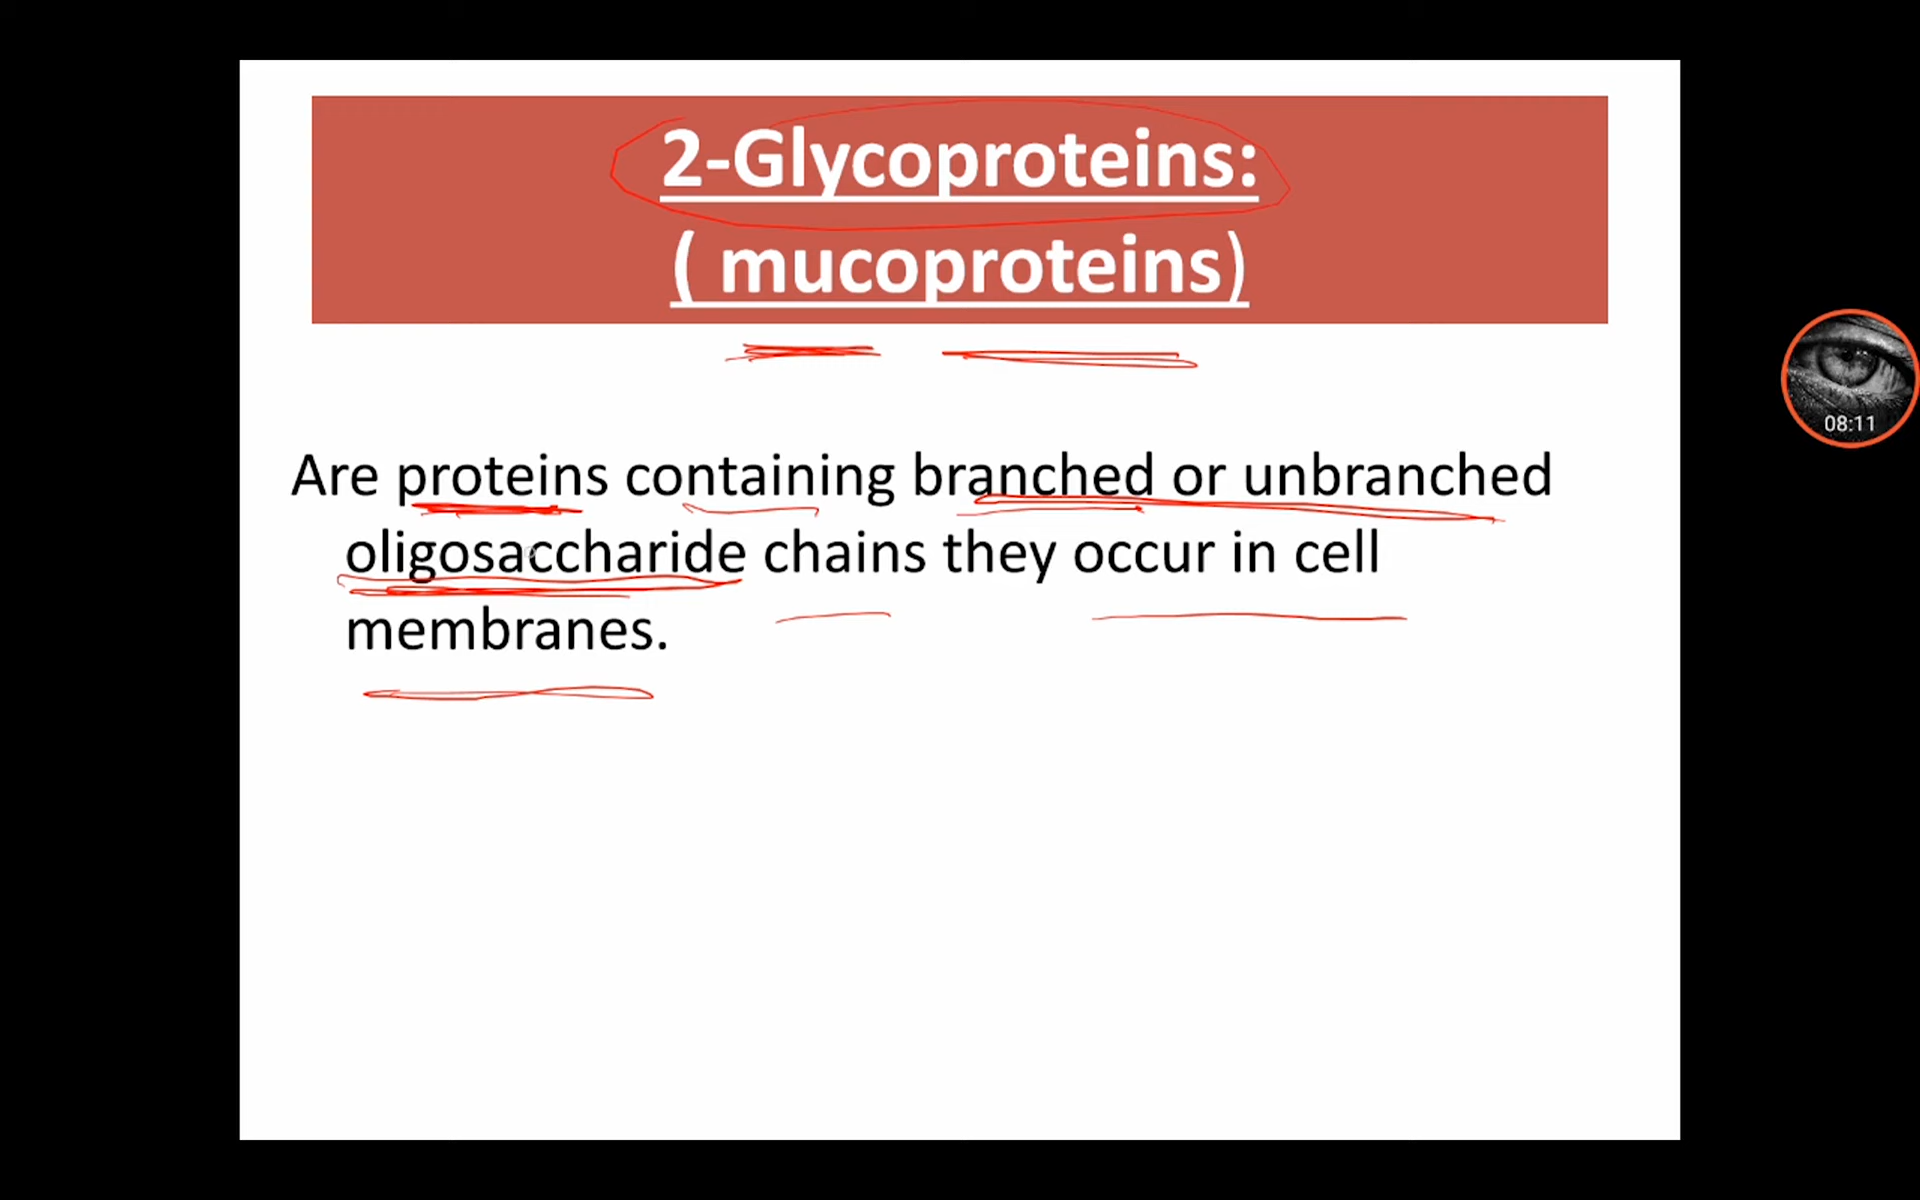 2-Glycoproteins:
( mucoproteins)
Are proteins containing branched or unbranched
oligosaccharide chains they occur in cell
membranes.
08:11